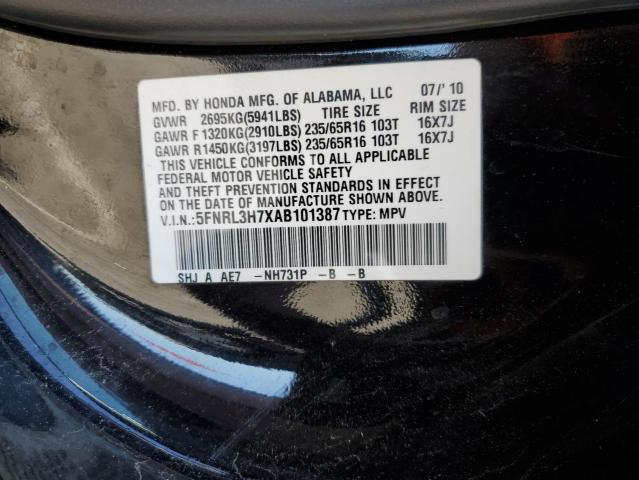 MFD. BY HONDA MFG. OF ALABAMA, LLC 07/'10
GVWR 2695KG(5941LBS) TIRE SIZE RIM SIZE
GAWR F 1320KG(2910LBS) 235/65R16 103T 16X7J
GAWR R1450KG(3197LBS) 235/65R16 103T 16X7J
THIS VEHICLE CONFORMS TO ALL APPLICABLE
FEDERAL MOTOR VEHICLE SAFETY
AND THEFT PREVENTION STANDARDS IN EFFECT
ON THE DATE OF MANUFACTURE SHOWN ABOVE.
V.I.N.: 5FNRL3H7XAB101387 TYPE: MPV
SHJ A AE7 -NH731P -B -B